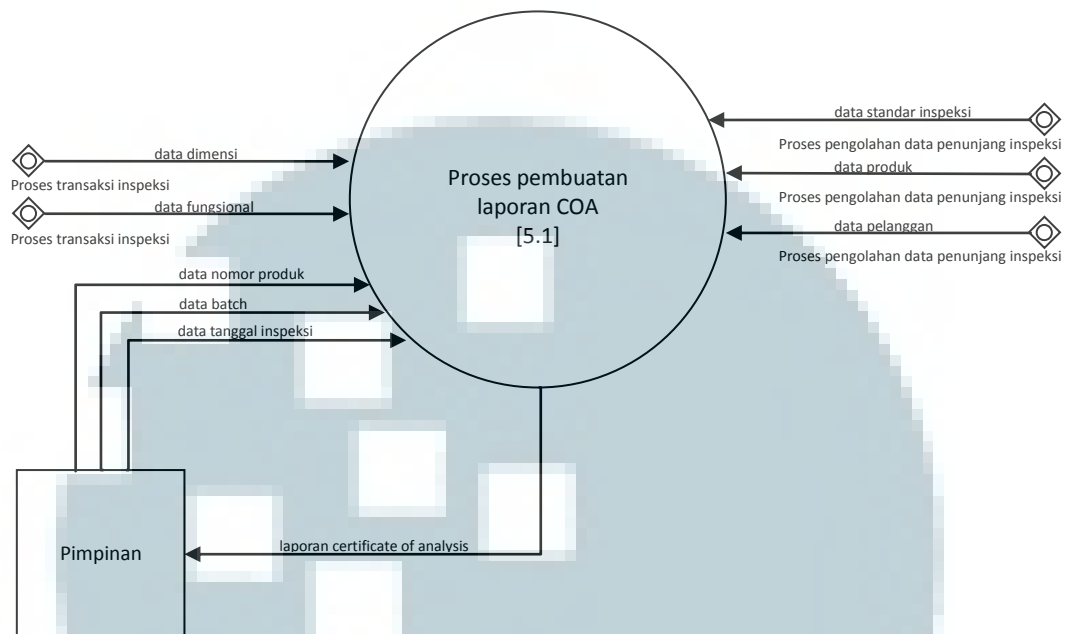 data dimensi
Proses transaksi inspeksi
data fungsional
Proses transaksi inspeksi
data nomor produk
data batch
data tanggal inspeksi
Proses pembuatan
laporan COA
[5.1]
data standar inspeksi
Proses pengolahan data penunjang inspeksi
data produk
Proses pengolahan data penunjang inspeksi
data pelanggan
Proses pengolahan data penunjang inspeksi
Pimpinan
laporan certificate of analysis